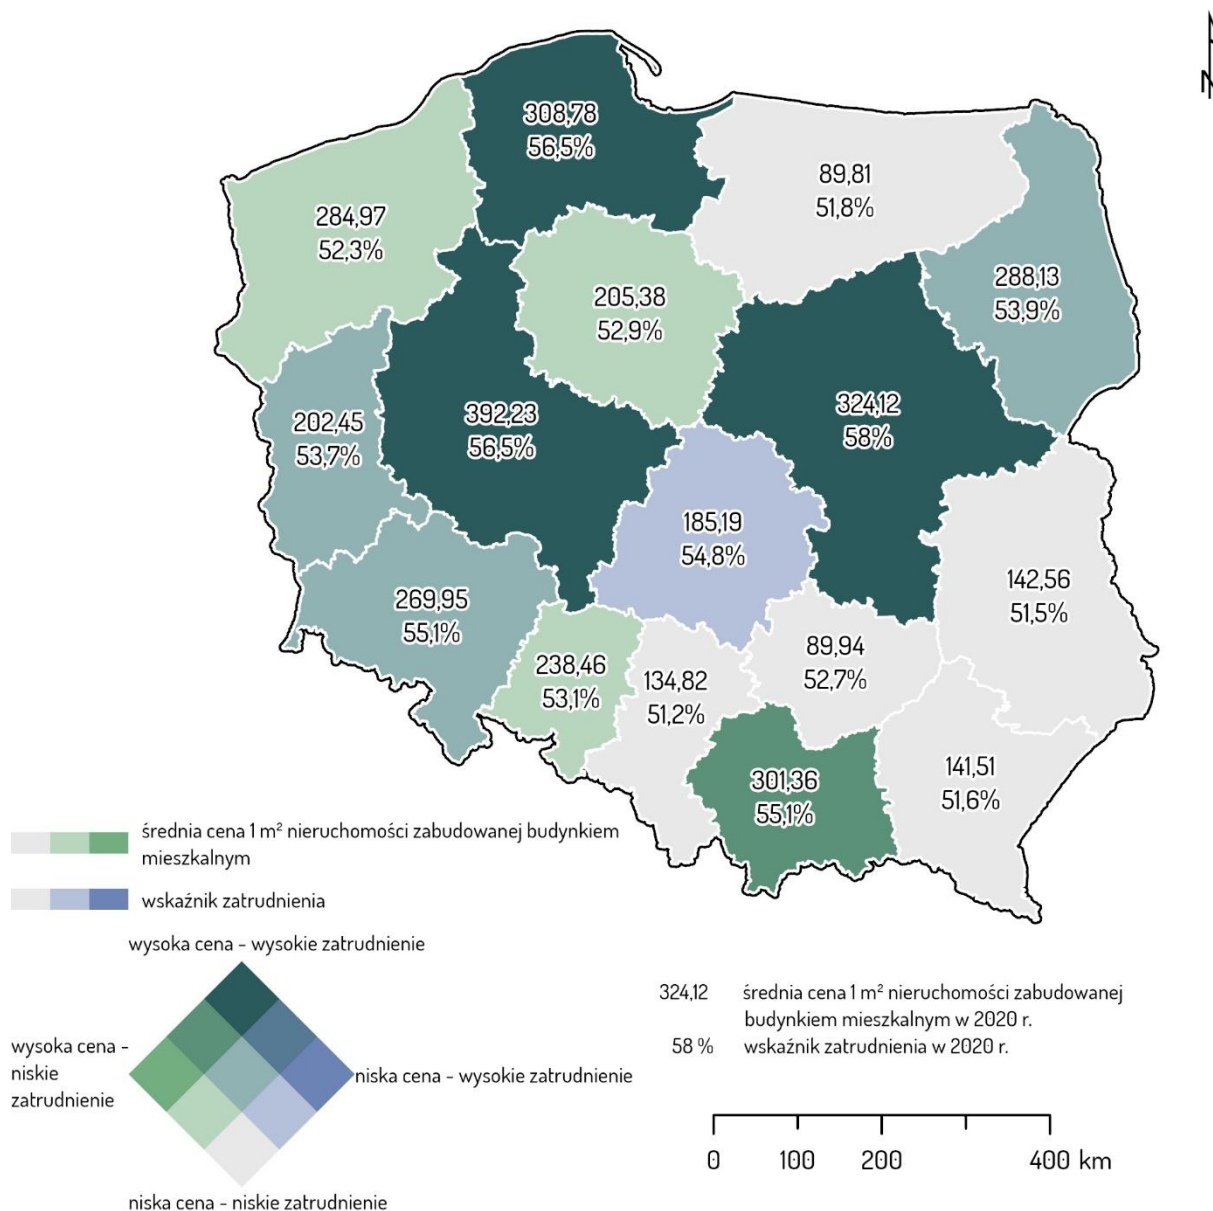 N
308,78
56,5%
89,81
51,8%
284,97
52,3%
288,13
53,9%
205,38
52,9%
392,23
56,5%
324,12
58%
202,45
53,7%
185,19
54,8%
142,56
51,5%
269,95
55,1%
89,94
52,7%
238,46
53,1%
134,82
51,2%
301,36
55,1%
141,51
51,6%
średnia cena 1 m² nieruchomości zabudowanej budynkiem
mieszkalnym
wskaźnik zatrudnienia
wysoka cena - wysokie zatrudnienie
wysoka cena -
niskie
zatrudnienie
niska cena - wysokie zatrudnienie
niska cena - niskie zatrudnienie
324,12 średnia cena 1 m² nieruchomości zabudowanej
budynkiem mieszkalnym w 2020 r.
58 % wskaźnik zatrudnienia w 2020 r.
0 100 200 400 km